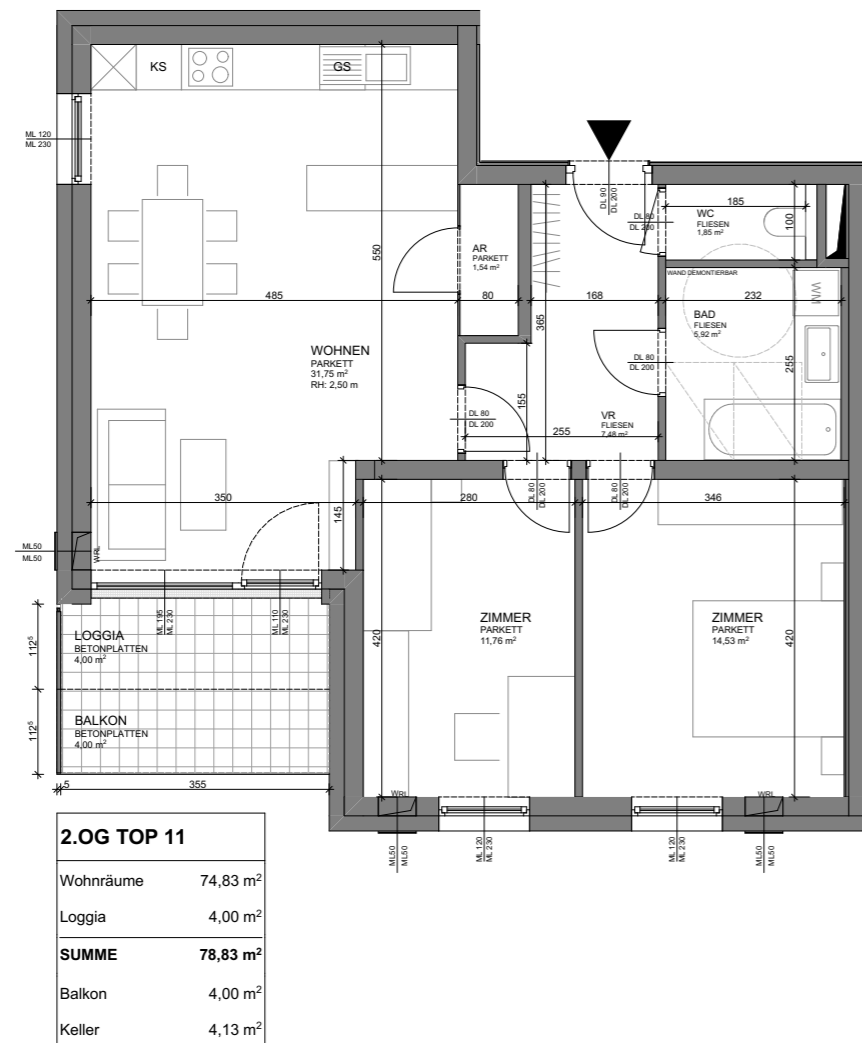 KS
GS
ML 120
ML 230
DL 90
DL 200
DL 80
DL 200
185
WC
FLIESEN
1,85 m²
100
AR
PARKETT
1,54 m²
WAND DEMONTIERBAR
550
485
80
168
232
WM
365
BAD
FLIESEN
5,92 m²
WOHNEN
PARKETT
31,75 m²
RH: 2,50 m
DL 80
DL 200
255
155
DL 80
DL 200
VR
FLIESEN
7,48 m²
255
DL 80
DL 200
DL 80
DL 200
350
145
280
346
ML50
ML50
WRL
ML 195
ML 230
ML 110
ML 230
420
ZIMMER
PARKETT
11,76 m²
ZIMMER
PARKETT
14,53 m²
420
112⁵
LOGGIA
BETONPLATTEN
4,00 m²
112⁵
BALKON
BETONPLATTEN
4,00 m²
5
355
WRL
WRL
ML50
ML50
ML 120
ML 230
ML 120
ML 230
ML50
ML50
2.OG TOP 11
Wohnräume 74,83 m²
Loggia 4,00 m²
SUMME 78,83 m²
Balkon 4,00 m²
Keller 4,13 m²